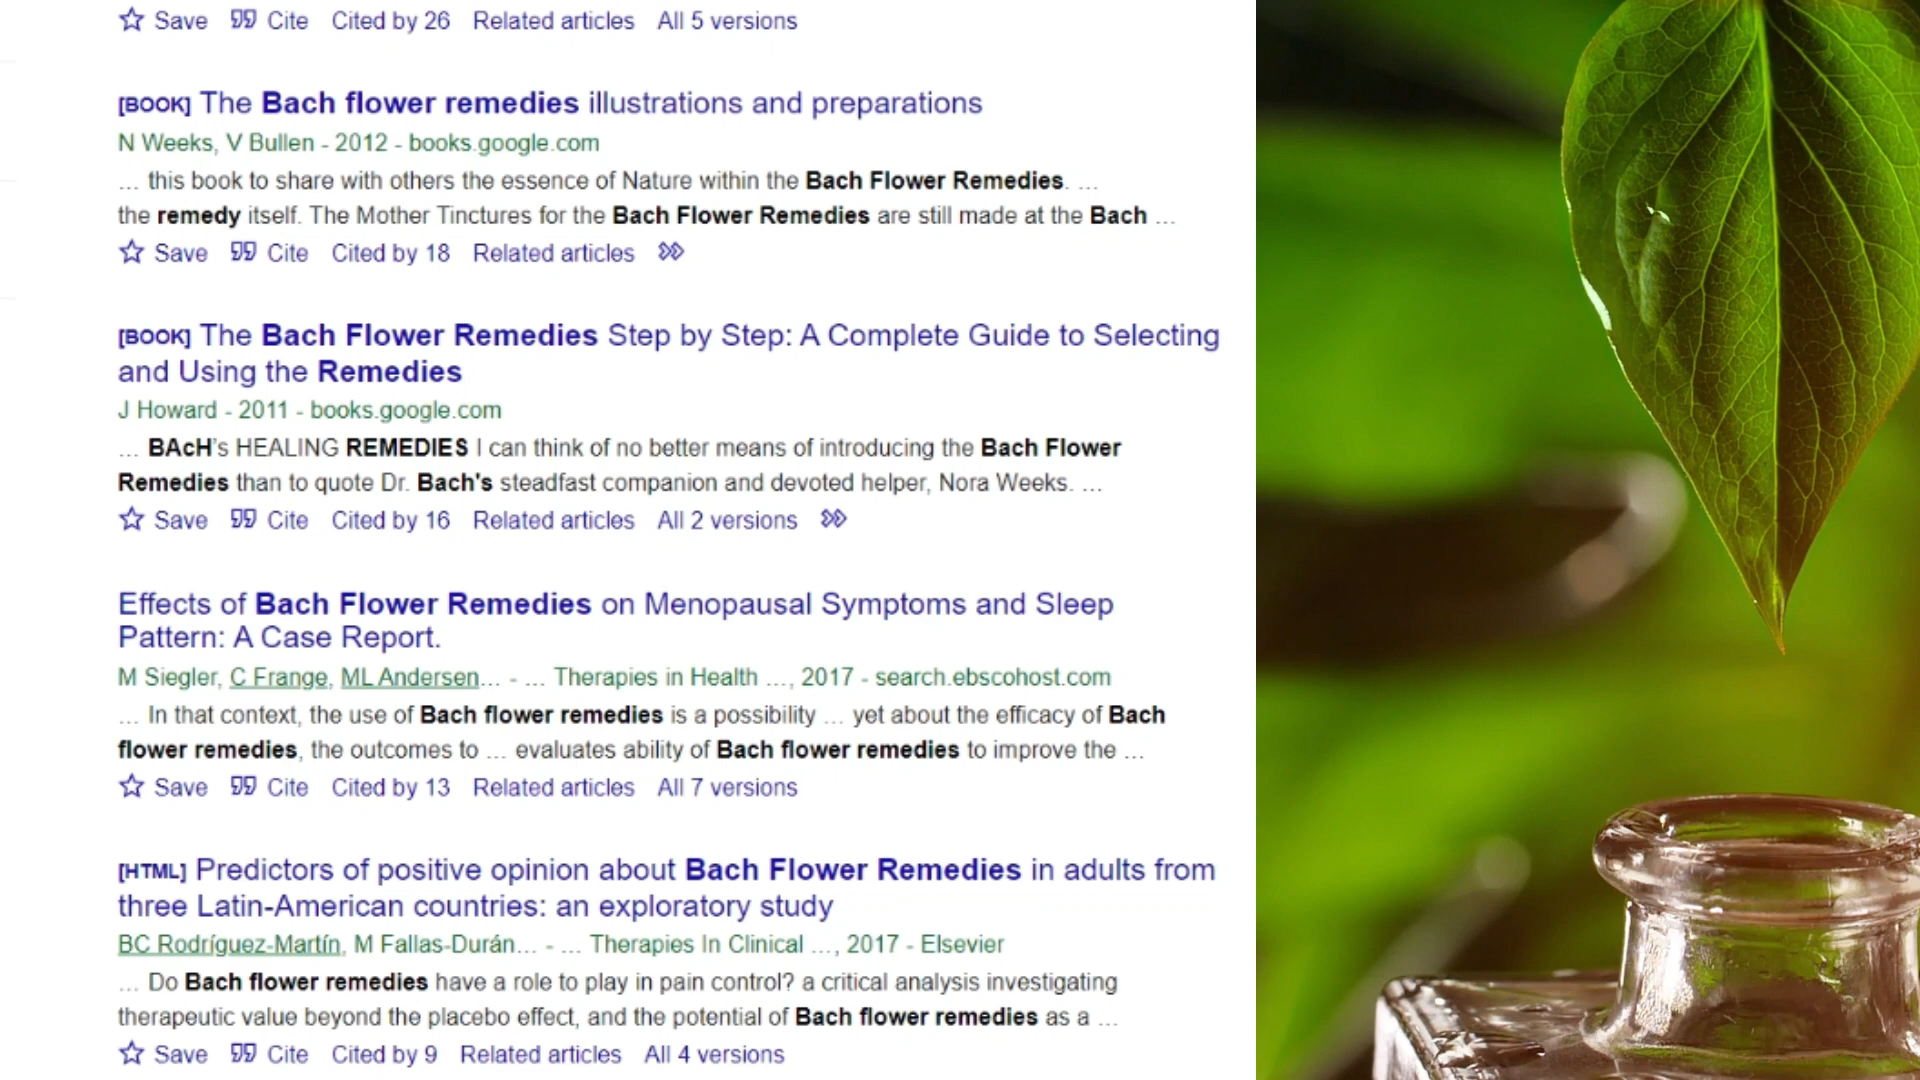 Save Cite Cited by 26 Related articles All 5 versions
[BOOK] The Bach flower remedies illustrations and preparations
N Weeks, V Bullen - 2012 - books.google.com
... this book to share with others the essence of Nature within the Bach Flower Remedies. ...
the remedy itself. The Mother Tinctures for the Bach Flower Remedies are still made at the Bach ...
Save Cite Cited by 18 Related articles
[BOOK] The Bach Flower Remedies Step by Step: A Complete Guide to Selecting
and Using the Remedies
J Howard - 2011 - books.google.com
... BAcH's HEALING REMEDIES I can think of no better means of introducing the Bach Flower
Remedies than to quote Dr. Bach's steadfast companion and devoted helper, Nora Weeks. ...
Save Cite Cited by 16 Related articles All 2 versions
Effects of Bach Flower Remedies on Menopausal Symptoms and Sleep
Pattern: A Case Report.
M Siegler, C Frange, ML Andersen... - ... Therapies in Health ..., 2017 - search.ebscohost.com
... In that context, the use of Bach flower remedies is a possibility ... yet about the efficacy of Bach
flower remedies, the outcomes to ... evaluates ability of Bach flower remedies to improve the ...
Save Cite Cited by 13 Related articles All 7 versions
[HTML] Predictors of positive opinion about Bach Flower Remedies in adults from
three Latin-American countries: an exploratory study
BC Rodríguez-Martín, M Fallas-Durán... - ... Therapies In Clinical ..., 2017 - Elsevier
... Do Bach flower remedies have a role to play in pain control? a critical analysis investigating
therapeutic value beyond the placebo effect, and the potential of Bach flower remedies as a ...
Save Cite Cited by 9 Related articles All 4 versions